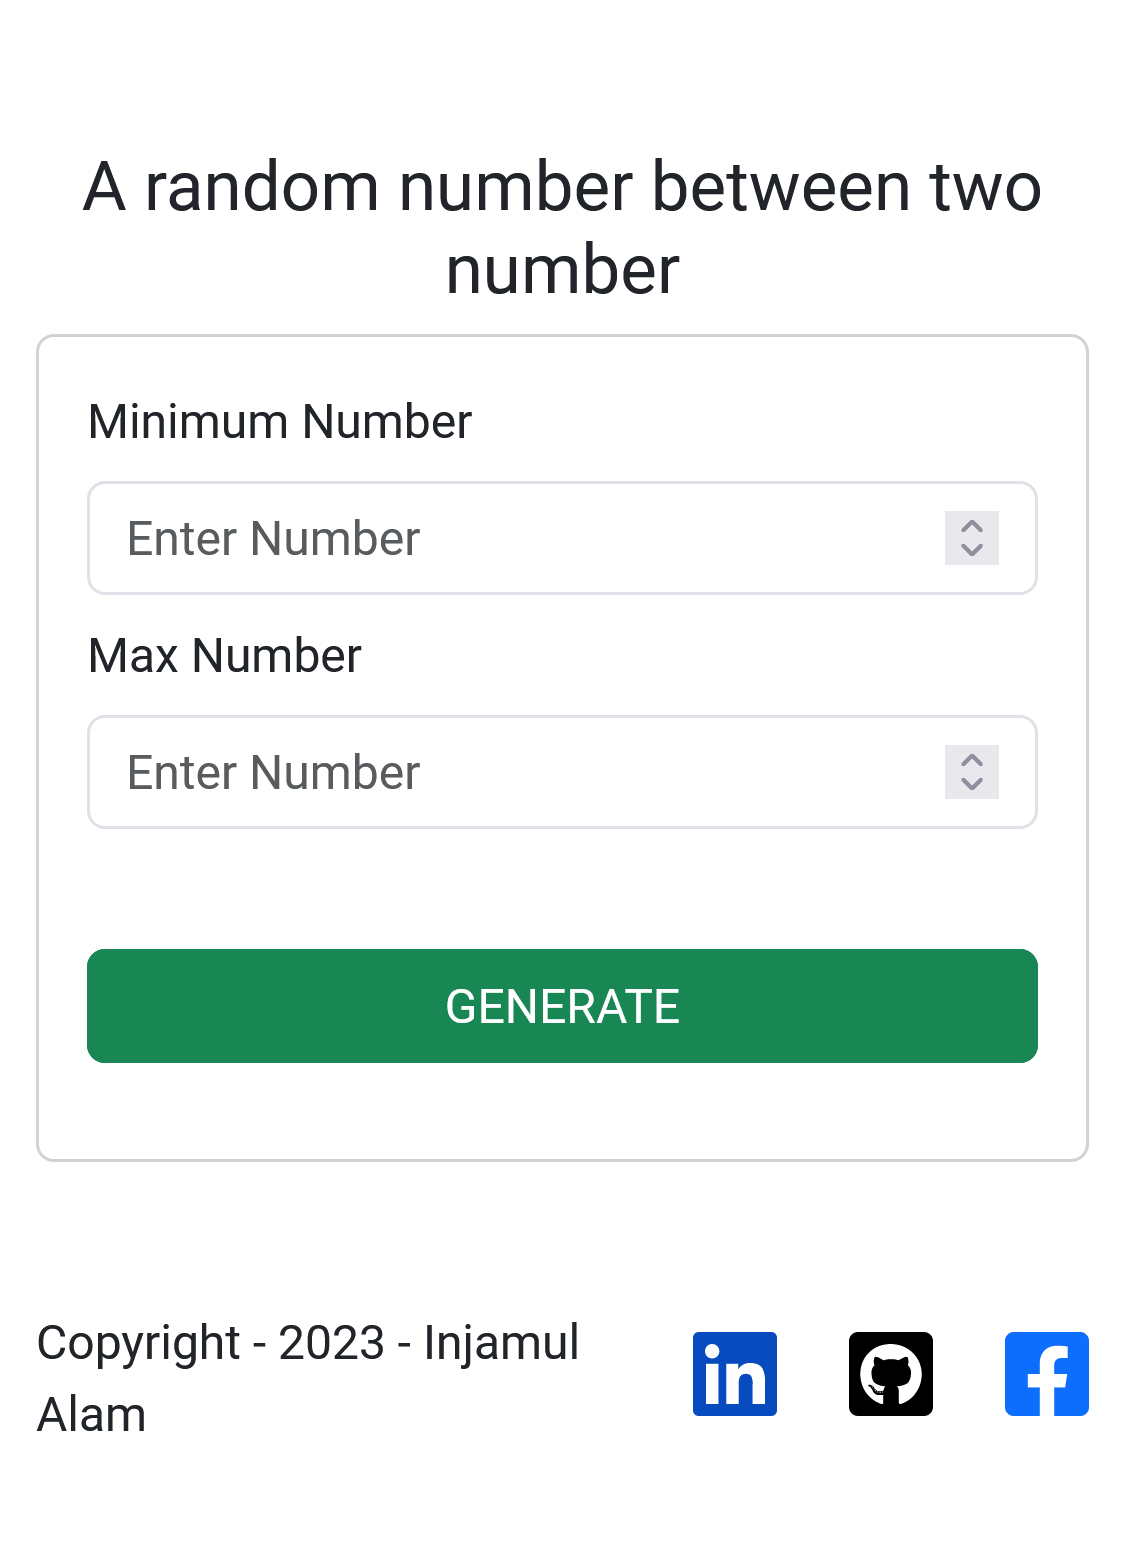 A random number between two
number
Minimum Number
Enter Number
Max Number
Enter Number
GENERATE
Copyright - 2023 - Injamul
Alam